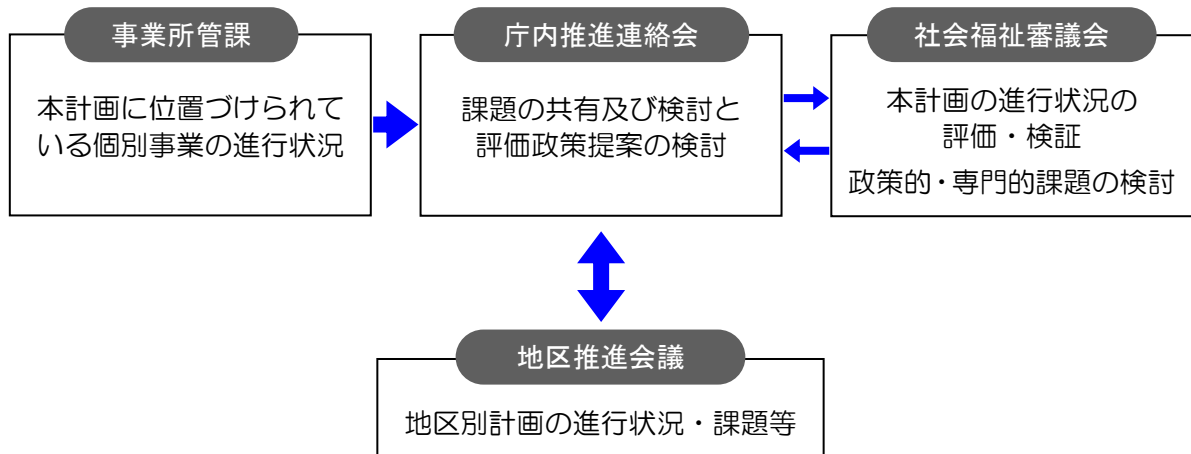 事業所管課
本計画に位置づけられて
いる個別事業の進行状況
庁内推進連絡会
課題の共有及び検討と
評価政策提案の検討
社会福祉審議会
本計画の進行状況の
評価・検証
政策的・専門的課題の検討
地区推進会議
地区別計画の進行状況・課題等